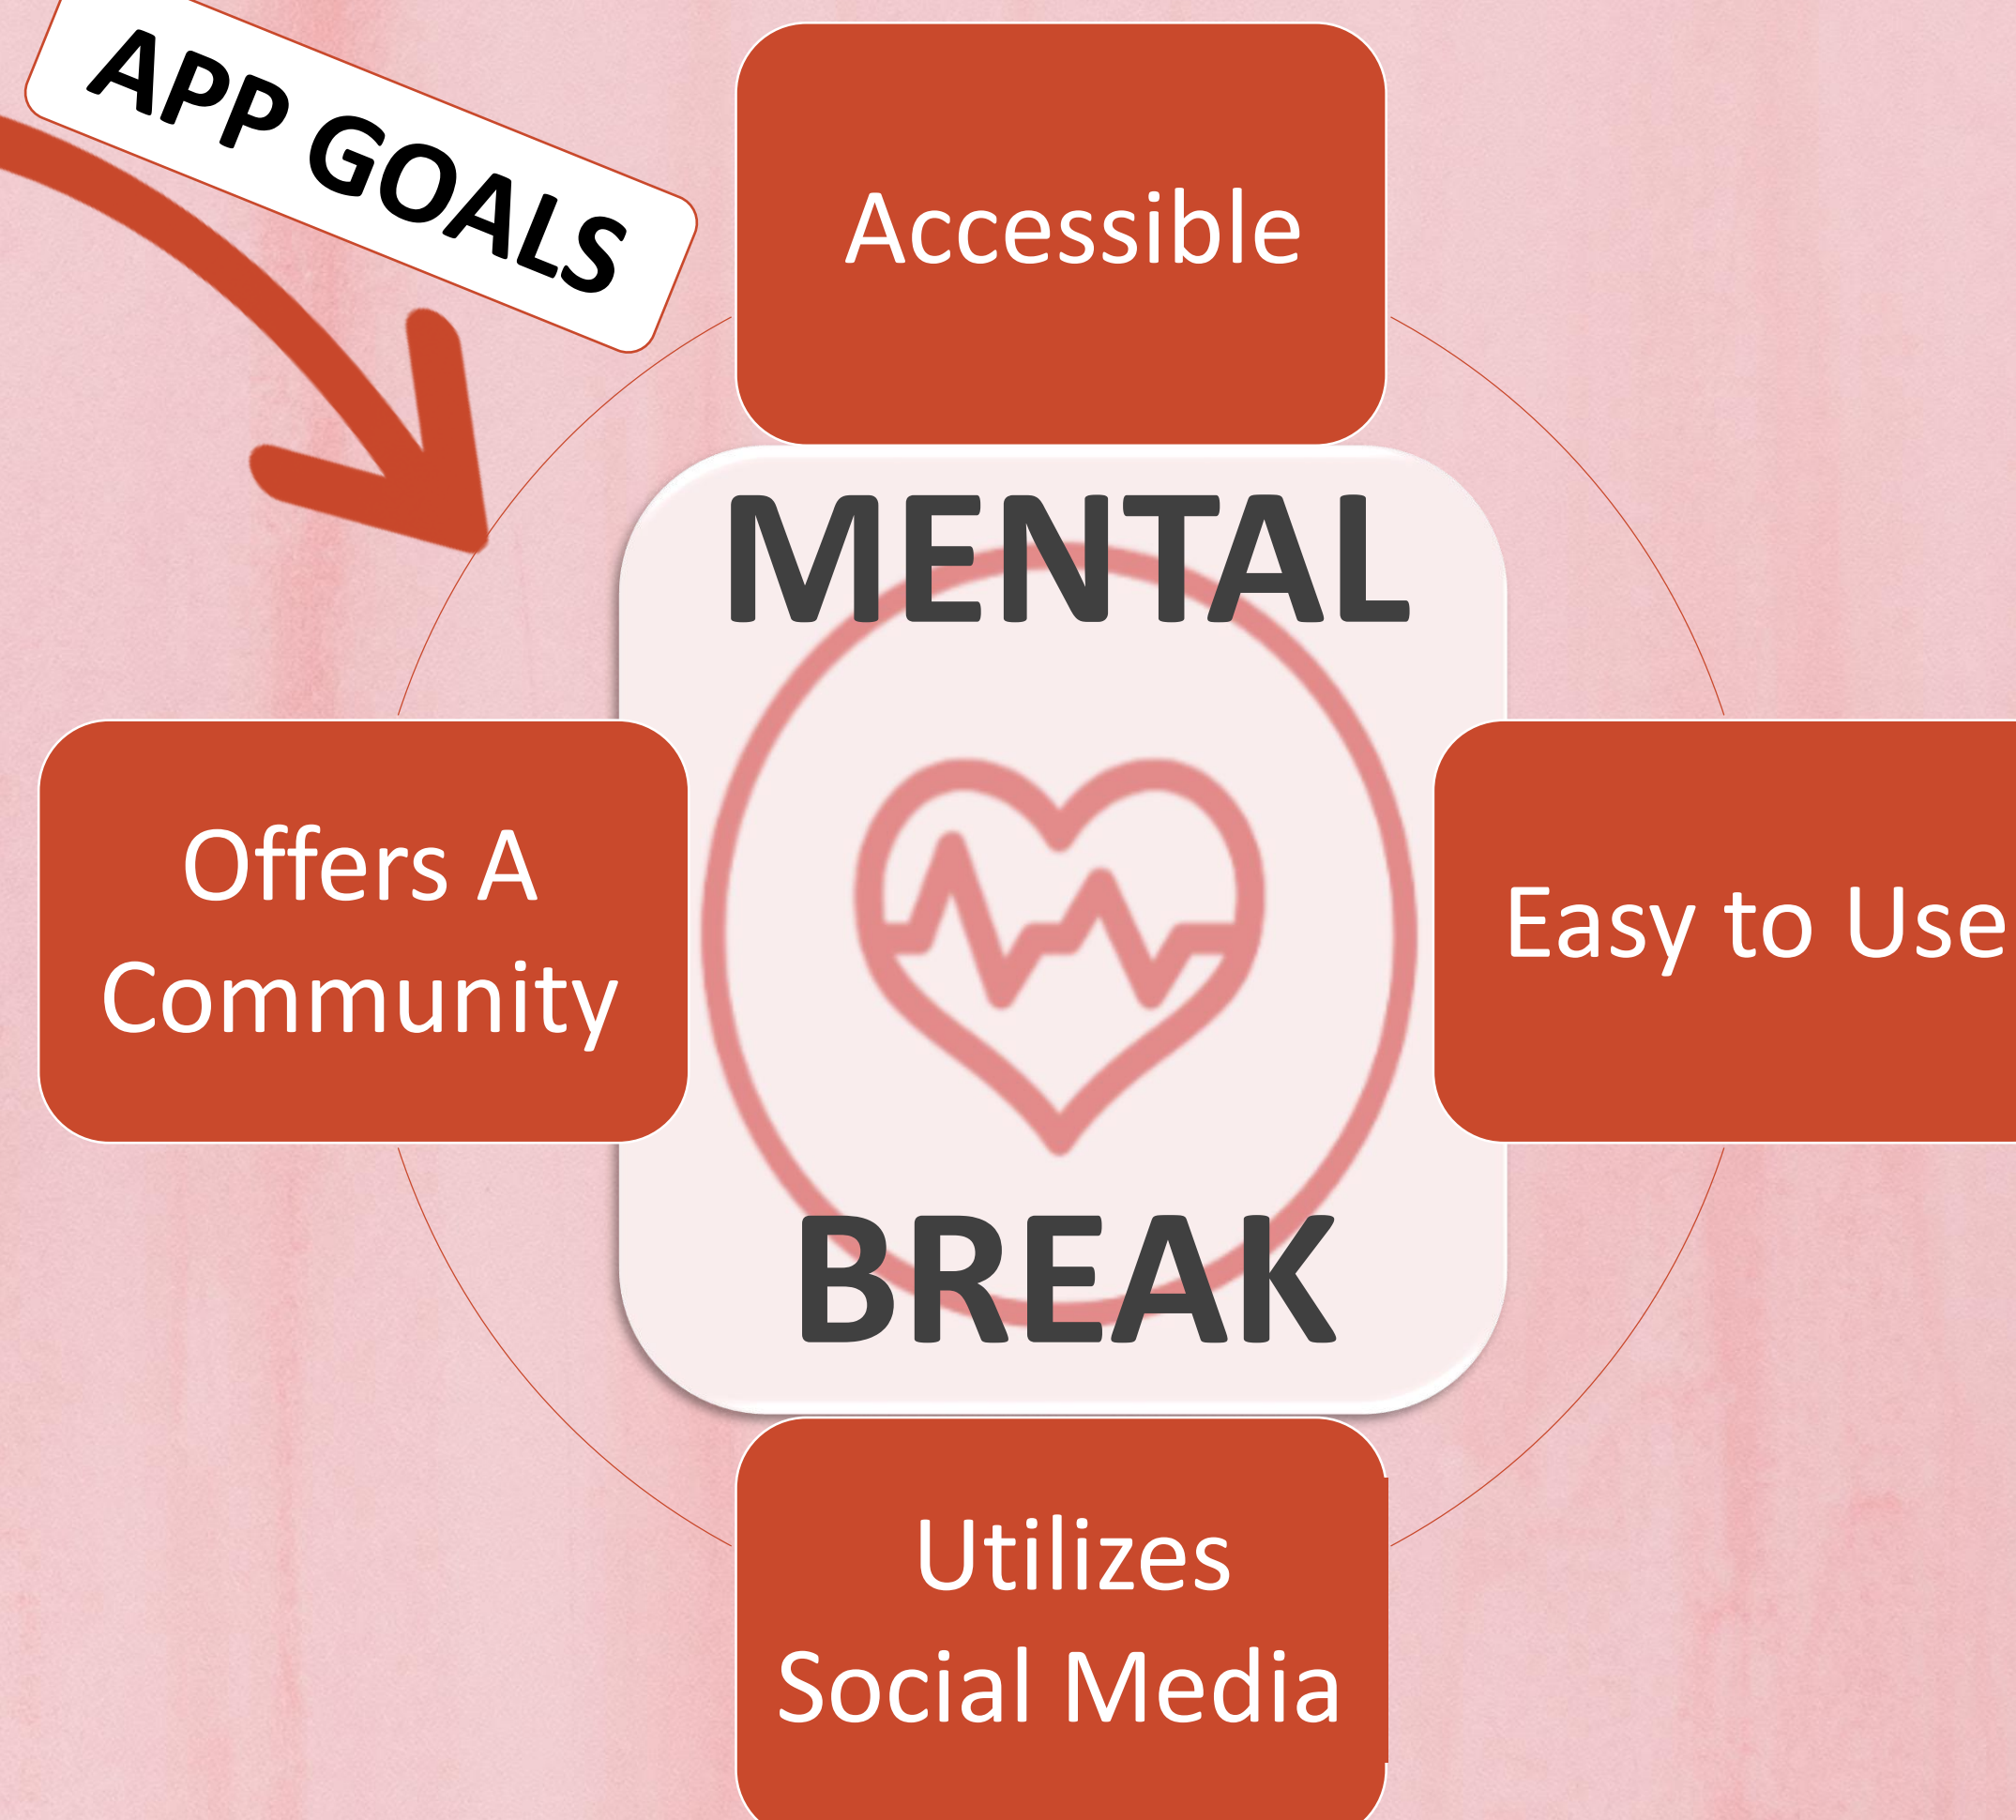 APP GOALS
Accessible
MENTAL
BREAK
Offers A
Community
Easy to Use
Utilizes
Social Media